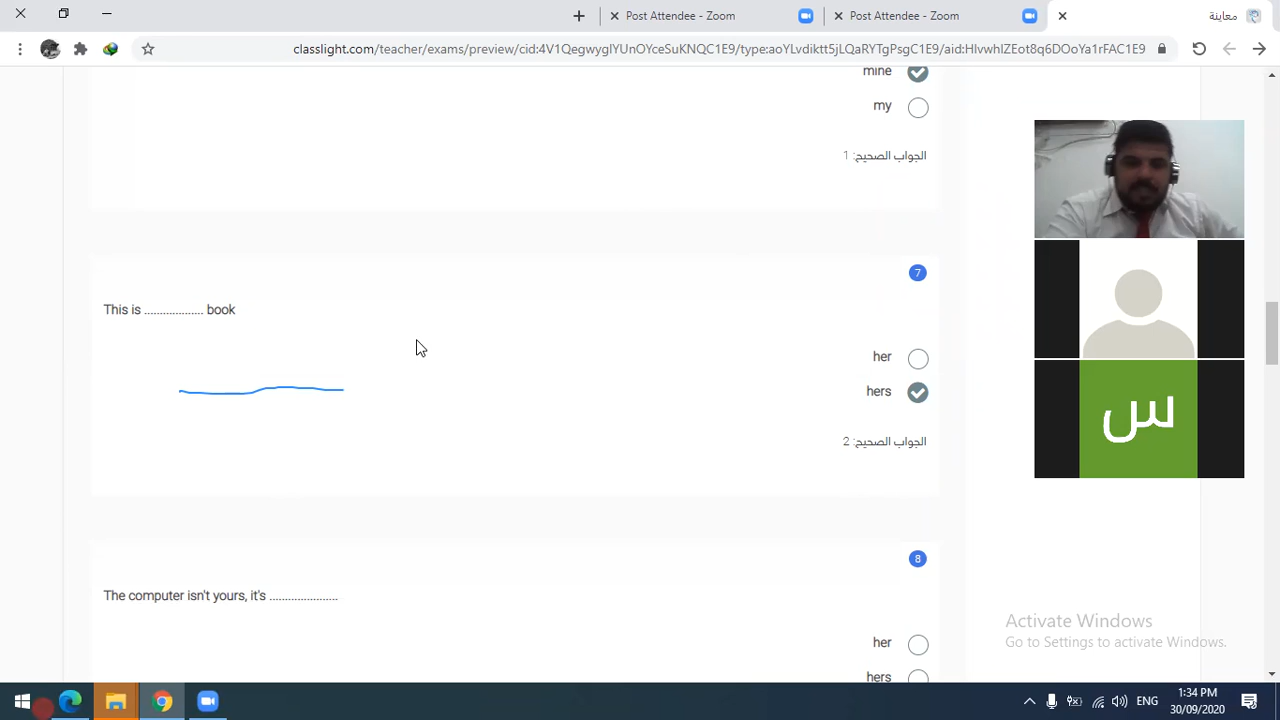 Post Attendee - Zoom
Post Attendee - Zoom
معاينة
classlight.com/teacher/exams/preview/cid:4V1QegwyglYUnOYceSuKNQC1E9/type:aoYLvdiktt5jLQaRYTgPsgC1E9/aid:HlvwhIZEot8q6DOoYa1rFAC1E9
mine
my
الجواب الصحيح: 1
7
This is .................. book
her
hers
الجواب الصحيح: 2
س
8
The computer isn't yours, it's .....................
her
hers
Activate Windows
Go to Settings to activate Windows.
ENG
1:34 PM
30/09/2020